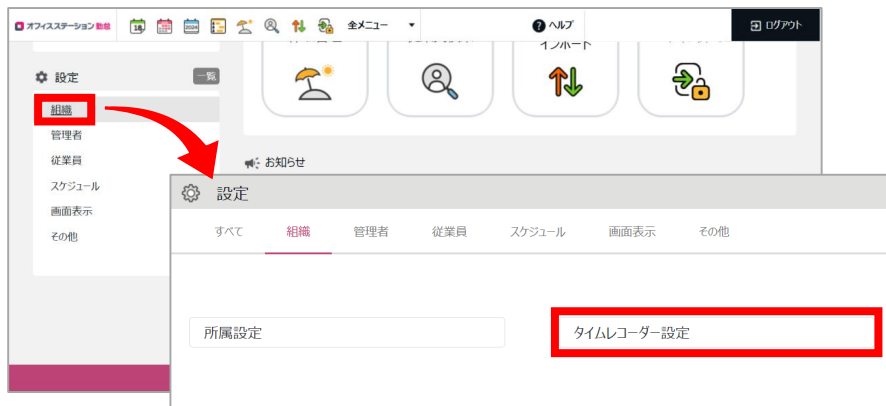 オフィスステーション 勤怠
18
2024
全メニュー
ヘルプ
ログアウト
インポート
設定
一覧
組織
管理者
従業員
スケジュール
画面表示
その他
お知らせ
設定
すべて 組織 管理者 従業員 スケジュール 画面表示 その他
所属設定
タイムレコーダー設定